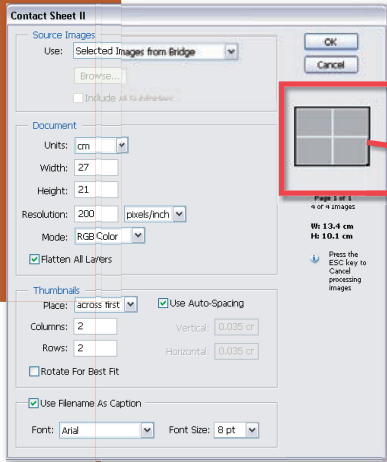 Contact Sheet II
Source Images
Use: Selected Images from Bridge
Browse...
Include All Subfolders
OK
Cancel
Document
Units: cm
Width: 27
Height: 21
Resolution: 200 pixels/inch
Mode: RGB Color
Flatten All Layers
Page 1 of 1
4 of 4 Images
W: 13.4 cm
H: 10.1 cm
Press the
ESC key to
Cancel
processing
images
Thumbnails
Place: across first
Use Auto-Spacing
Columns: 2
Vertical: 0.035 cr
Rows: 2
Horizontal: 0.035 cr
Rotate For Best Fit
Use Filename As Caption
Font: Arial
Font Size: 8 pt